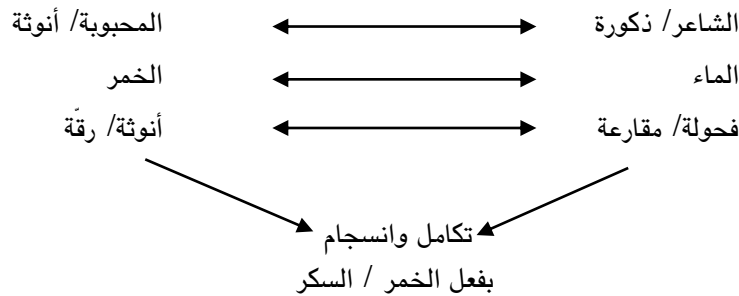 الشاعر/ ذكورة المحبوبة/ أنوثة
الماء الخمر
فحولة/ مقارعة أنوثة/ رقّة
تكامل وانسجام
بفعل الخمر / السكر